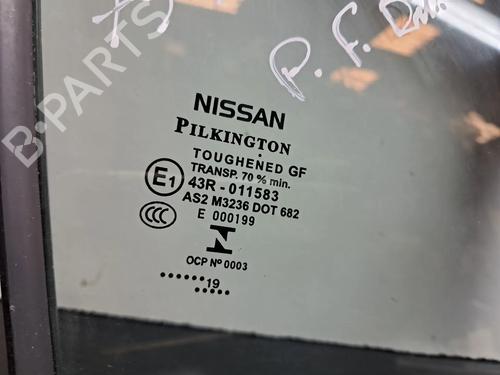 P. F. D
B-PARTS
NISSAN
PILKINGTON
TOUGHENED GF
TRANSP. 70 % min.
E1 43R - 011583
AS2 M3236 DOT 682
CCC E 000199
N
OCP Nº 0003
.......19
.....